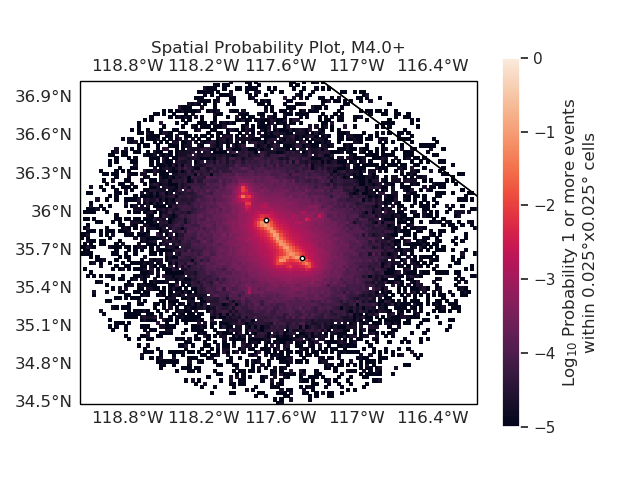 Spatial Probability Plot, M4.0+
118.8°W 118.2°W 117.6°W 117°W 116.4°W
36.9°N
36.6°N
36.3°N
36°N
35.7°N
35.4°N
35.1°N
34.8°N
34.5°N
118.8°W 118.2°W 117.6°W 117°W 116.4°W
0
−1
−2
−3
−4
−5
Log₁₀ Probability 1 or more events
within 0.025°x0.025° cells